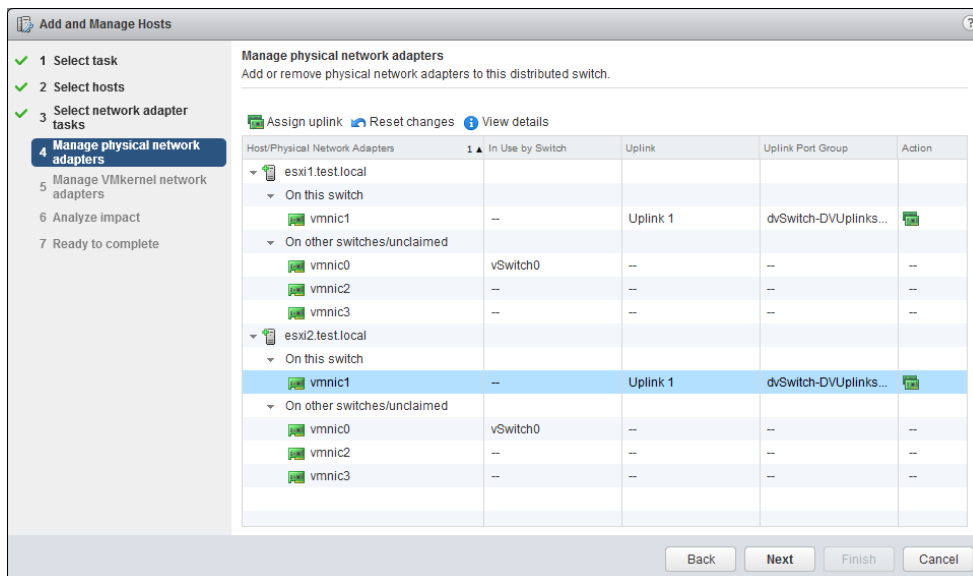 Add and Manage Hosts
?
1 Select task
2 Select hosts
3 Select network adapter
tasks
4 Manage physical network
adapters
5 Manage VMkernel network
adapters
6 Analyze impact
7 Ready to complete
Manage physical network adapters
Add or remove physical network adapters to this distributed switch.
Assign uplink Reset changes View details
Host/Physical Network Adapters 1 ▲ In Use by Switch Uplink Uplink Port Group Action
esxi1.test.local
On this switch
vmnic1 -- Uplink 1 dvSwitch-DVUplinks...
On other switches/unclaimed
vmnic0 vSwitch0 -- -- --
vmnic2 -- -- -- --
vmnic3 -- -- -- --
esxi2.test.local
On this switch
vmnic1 -- Uplink 1 dvSwitch-DVUplinks...
On other switches/unclaimed
vmnic0 vSwitch0 -- -- --
vmnic2 -- -- -- --
vmnic3 -- -- -- --
Back Next Finish Cancel